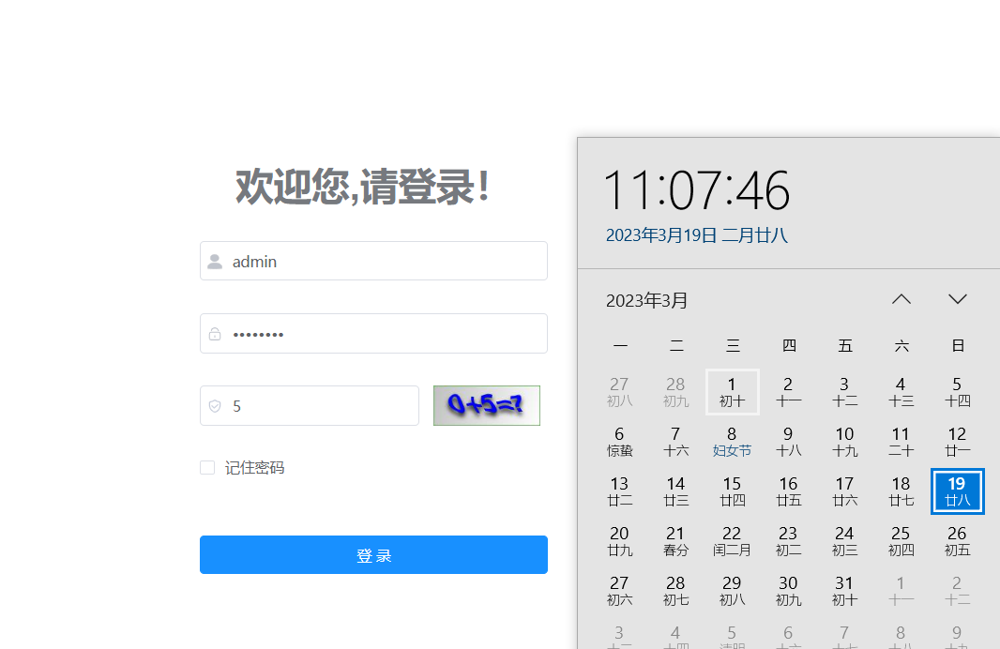 欢迎您,请登录!
admin
••••••••
5
0+5=?
记住密码
登 录
11:07:46
2023年3月19日 二月廿八
2023年3月
一 二 三 四 五 六 日
27 28 1 2 3 4 5
初八 初九 初十 十一 十二 十三 十四
6 7 8 9 10 11 12
惊蛰 十六 妇女节 十八 十九 二十 廿一
13 14 15 16 17 18 19
廿二 廿三 廿四 廿五 廿六 廿七 廿八
20 21 22 23 24 25 26
廿九 春分 闰二月 初二 初三 初四 初五
27 28 29 30 31 1 2
初六 初七 初八 初九 初十 十一 十二
3 4 5 6 7 8 9